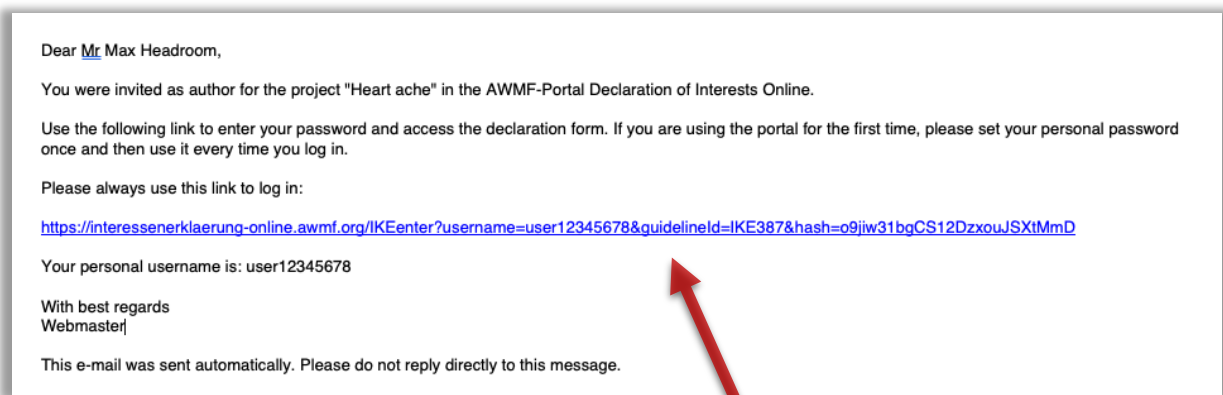 Dear Mr Max Headroom,
You were invited as author for the project "Heart ache" in the AWMF-Portal Declaration of Interests Online.
Use the following link to enter your password and access the declaration form. If you are using the portal for the first time, please set your personal password
once and then use it every time you log in.
Please always use this link to log in:
https://interessenerklaerung-online.awmf.org/IKEenter?username=user12345678&guidelineId=IKE387&hash=o9jiw31bgCS12DzxouJSXtMmD
Your personal username is: user12345678
With best regards
Webmaster
This e-mail was sent automatically. Please do not reply directly to this message.